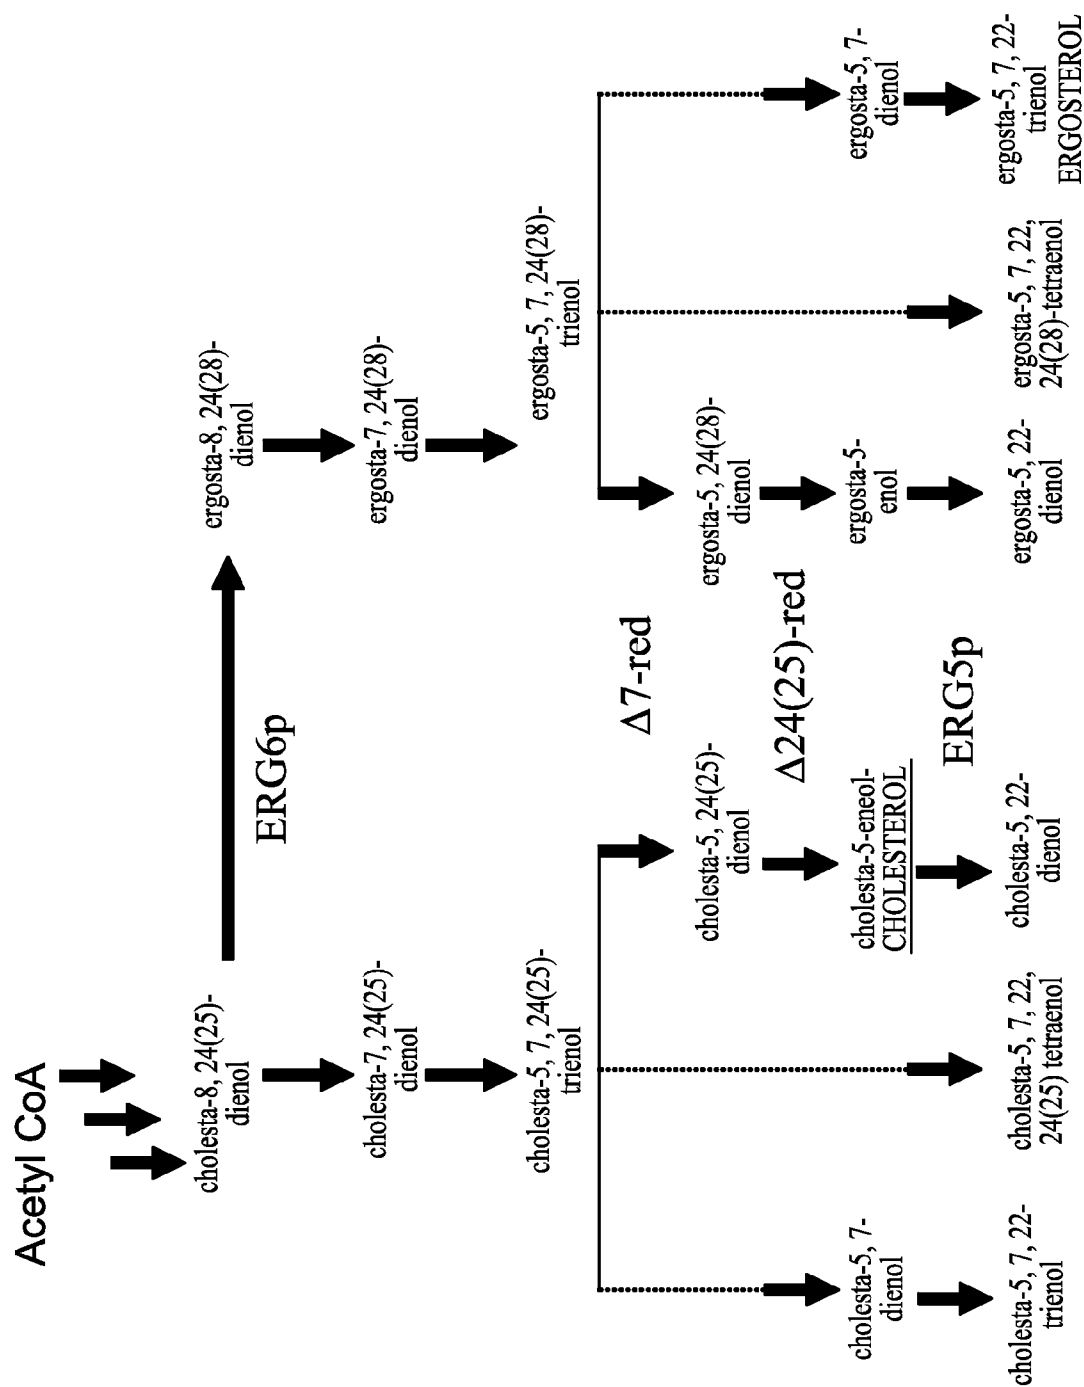 Acetyl CoA
cholesta-8, 24(25)-
dienol
ERG6p
ergosta-8, 24(28)-
dienol
cholesta-7, 24(25)-
dienol
ergosta-7, 24(28)-
dienol
cholesta-5, 7, 24(25)-
trienol
ergosta-5, 7, 24(28)-
trienol
Δ7-red
cholesta-5, 24(25)-
dienol
ergosta-5, 24(28)-
dienol
Δ24(25)-red
cholesta-5, 7-
dienol
cholesta-5-eneol-
CHOLESTEROL
ergosta-5-
enol
ergosta-5, 7-
dienol
ERG5p
cholesta-5, 7, 22-
trienol
cholesta-5, 7, 22,
24(25) tetraenol
cholesta-5, 22-
dienol
ergosta-5, 22-
dienol
ergosta-5, 7, 22,
24(28)-tetraenol
ergosta-5, 7, 22-
trienol
ERGOSTEROL